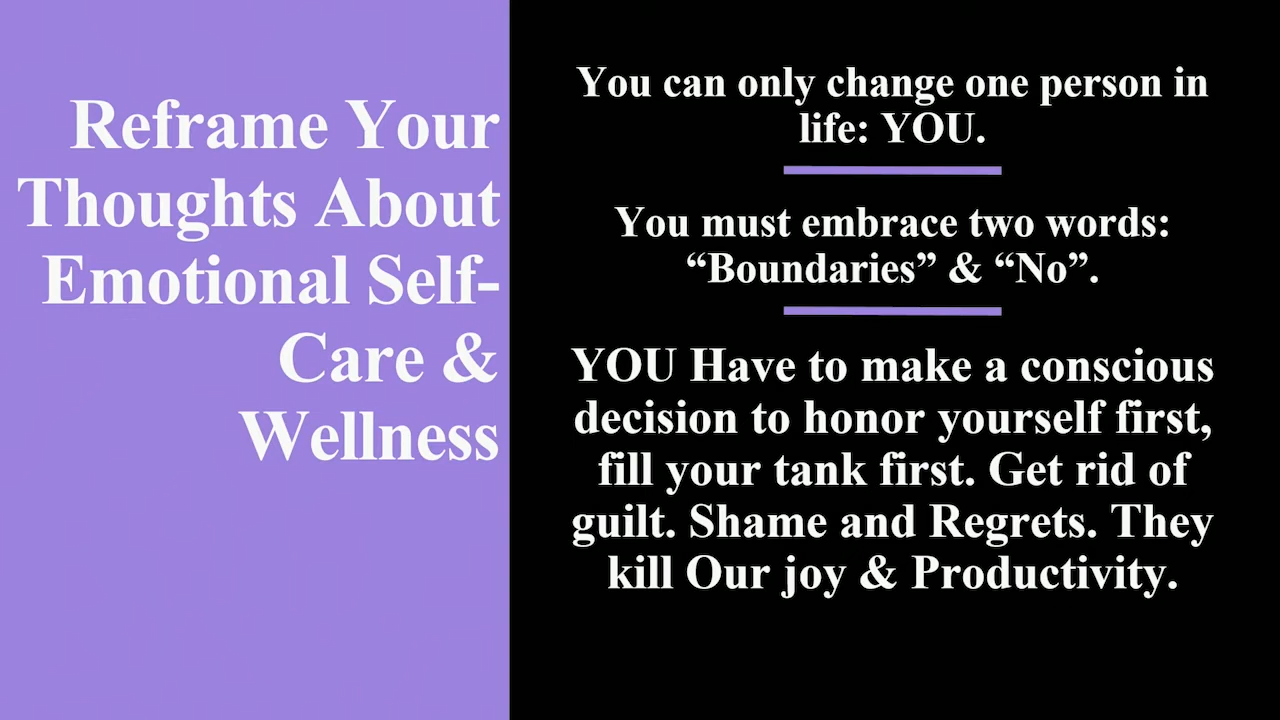 Reframe Your
Thoughts About
Emotional Self-
Care &
Wellness
You can only change one person in
life: YOU.
You must embrace two words:
“Boundaries” & “No”.
YOU Have to make a conscious
decision to honor yourself first,
fill your tank first. Get rid of
guilt. Shame and Regrets. They
kill Our joy & Productivity.